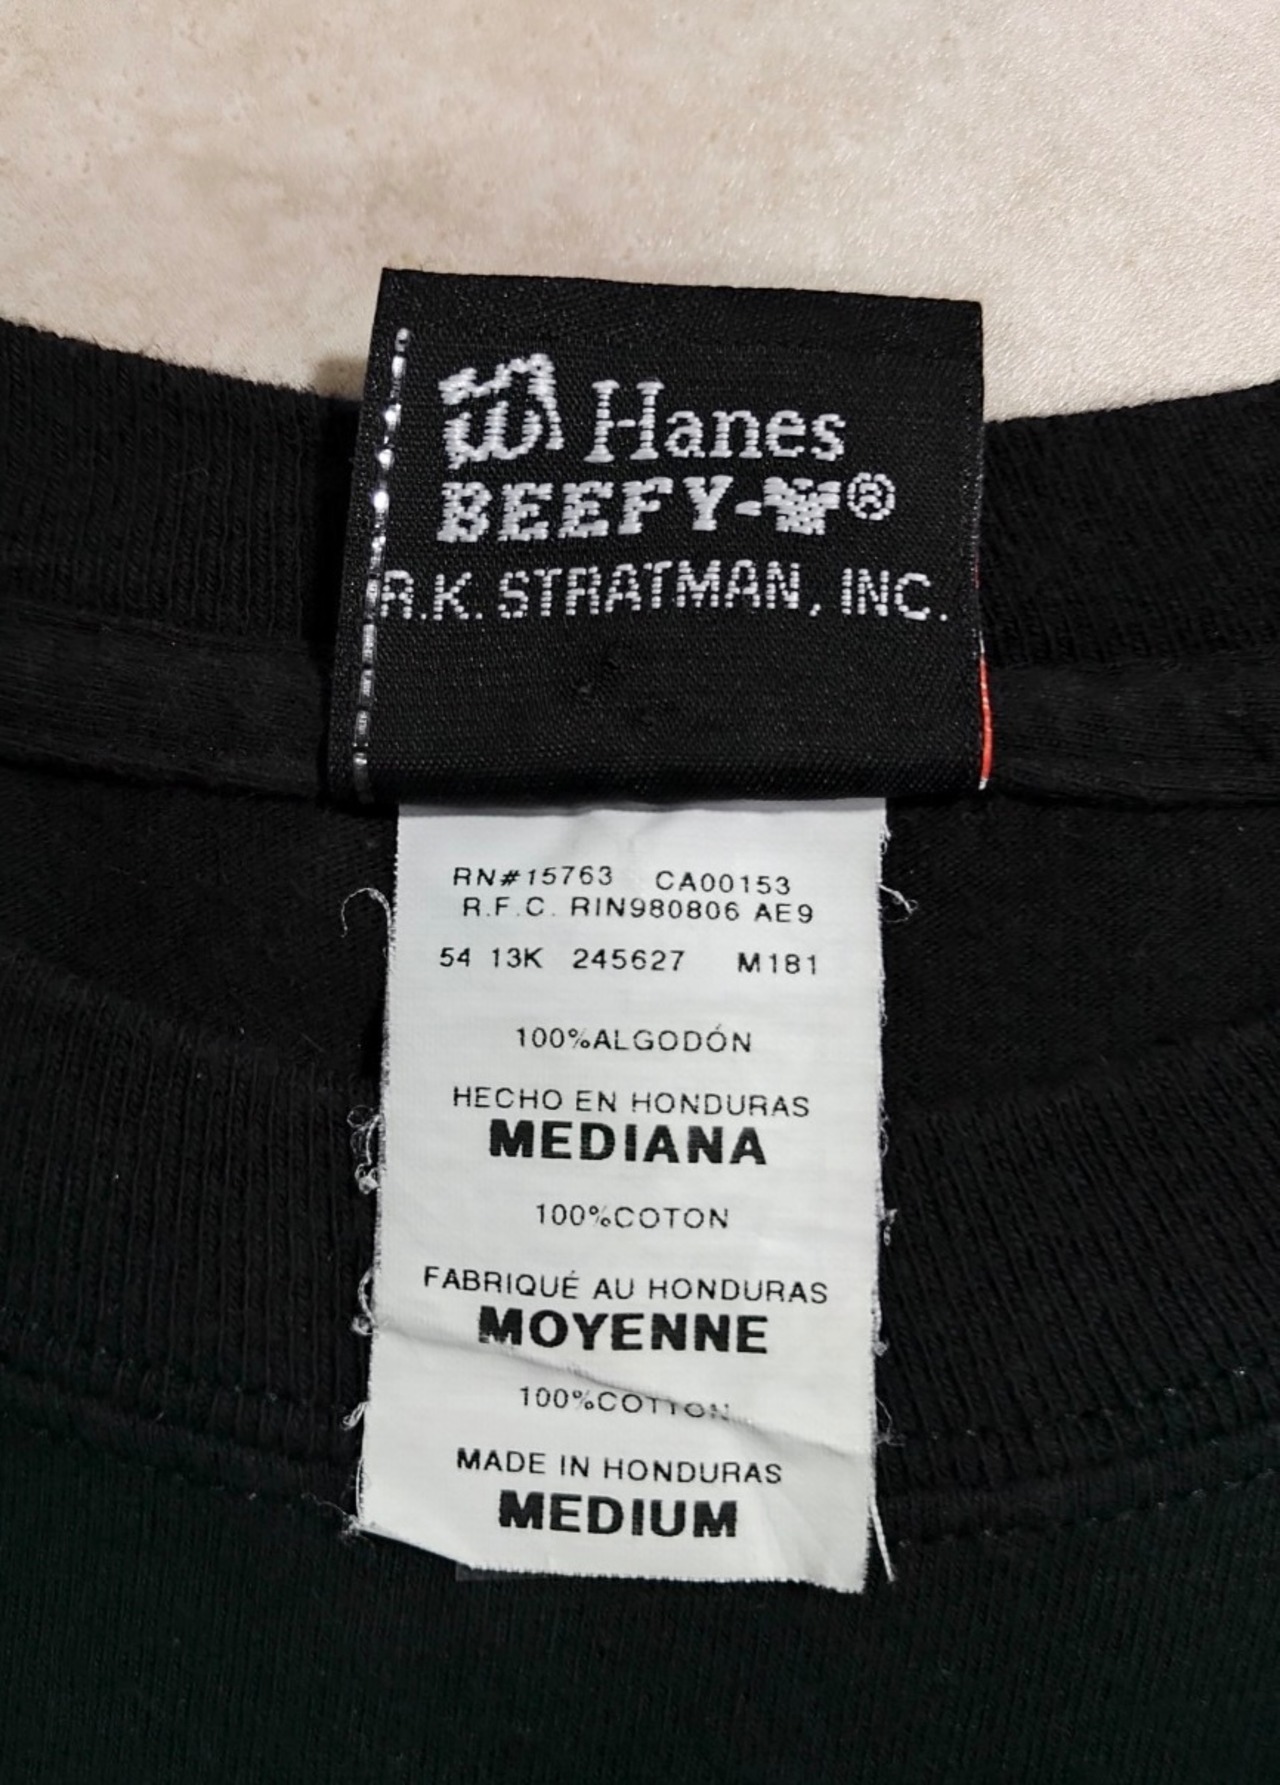 Hanes
BEEFY-T®
R.K. STRATMAN, INC.
RN#15763 CA00153
R.F.C. RIN980806 AE9
54 13K 245627 M181
100%ALGODÓN
HECHO EN HONDURAS
MEDIANA
100%COTON
FABRIQUÉ AU HONDURAS
MOYENNE
100%COTTON
MADE IN HONDURAS
MEDIUM